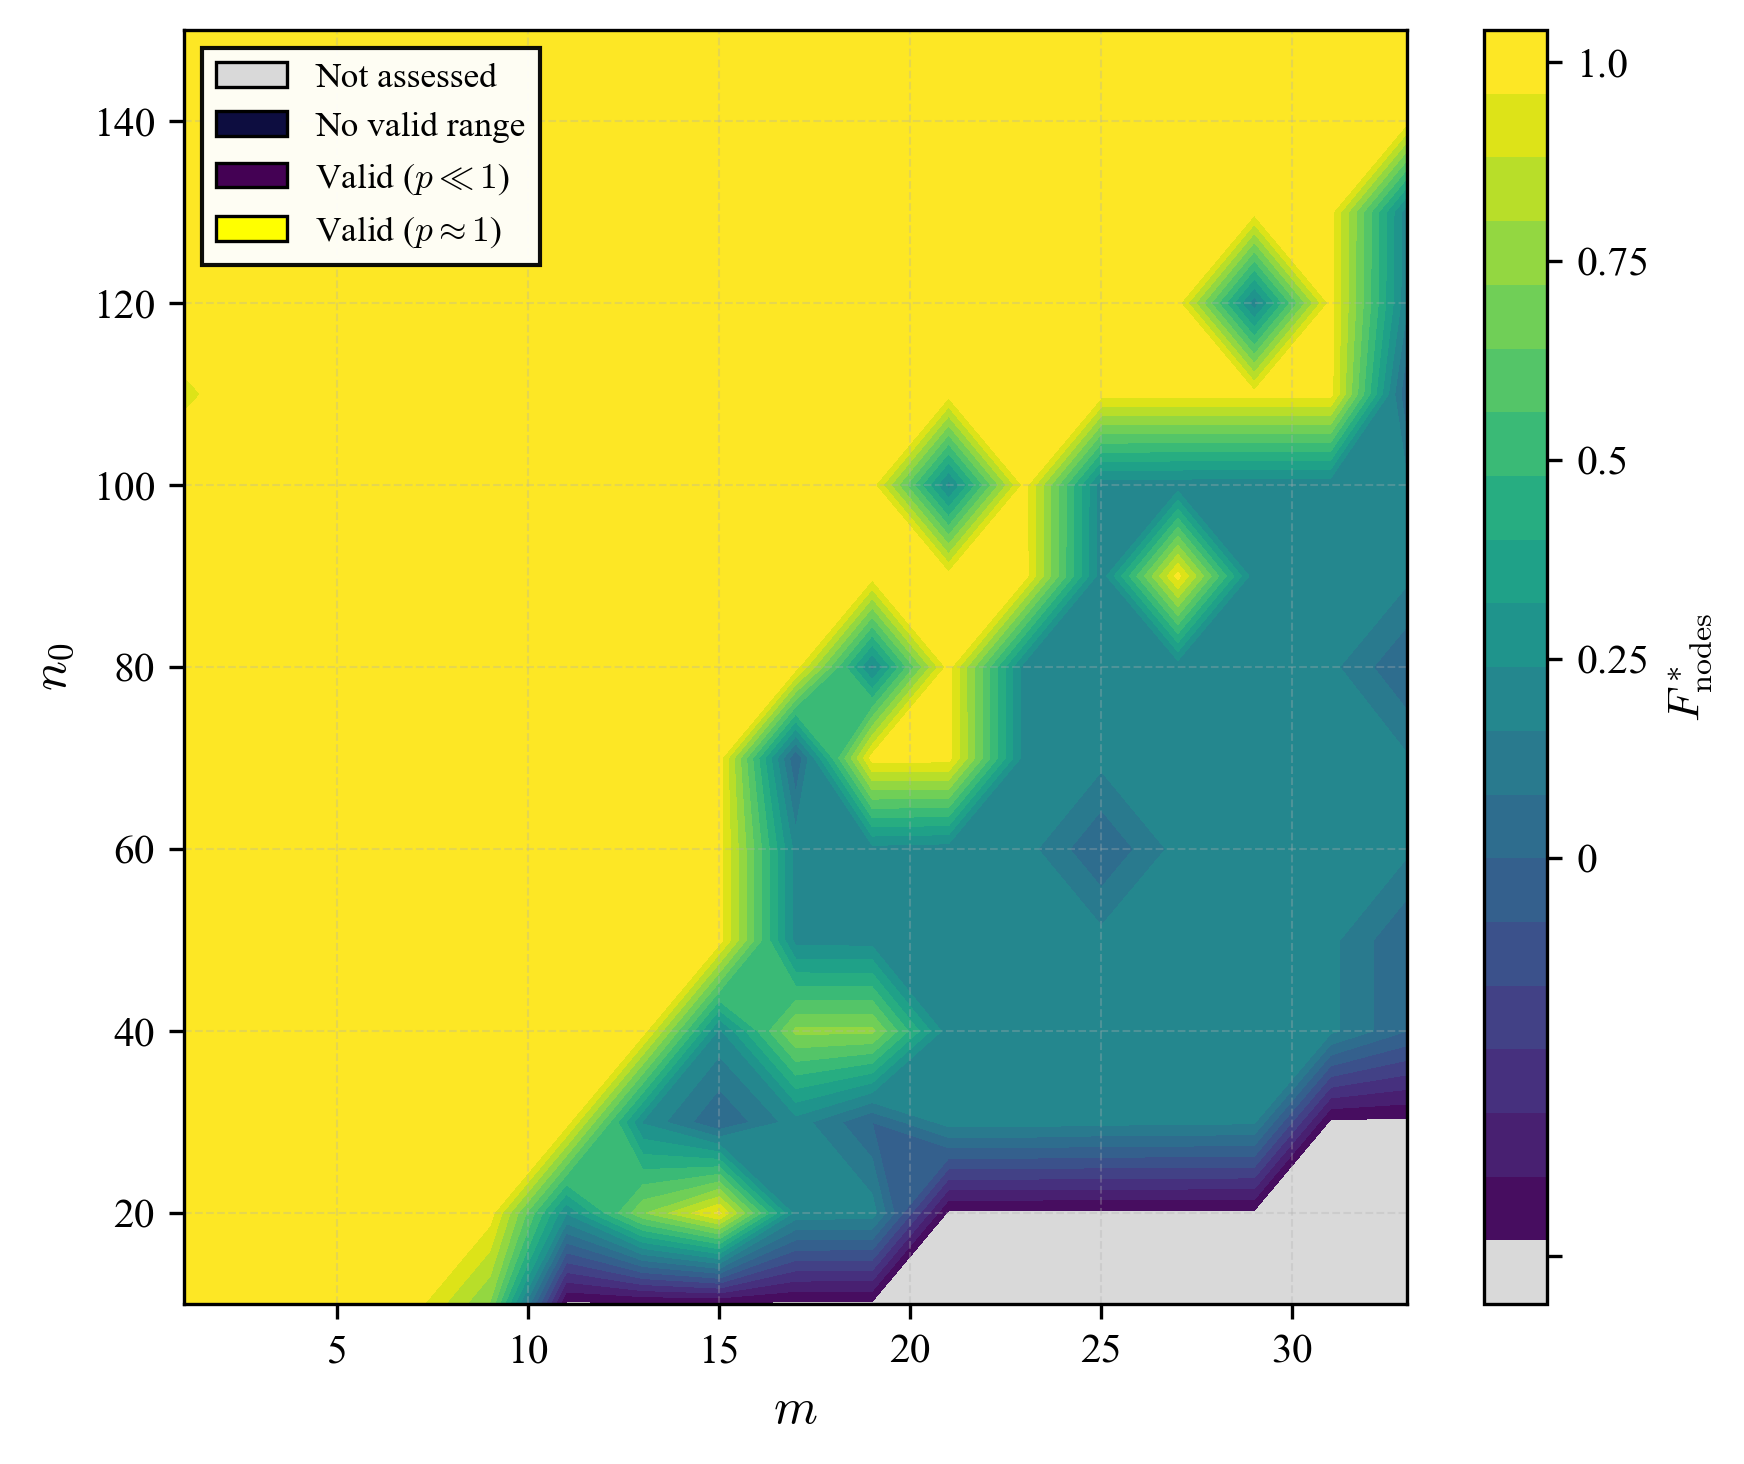 Not assessed
No valid range
Valid (p ≪ 1)
Valid (p ≈ 1)
140
120
100
80
60
40
20
n₀
5
10
15
20
25
30
m
1.0
0.75
0.5
0.25
0
F*nodes